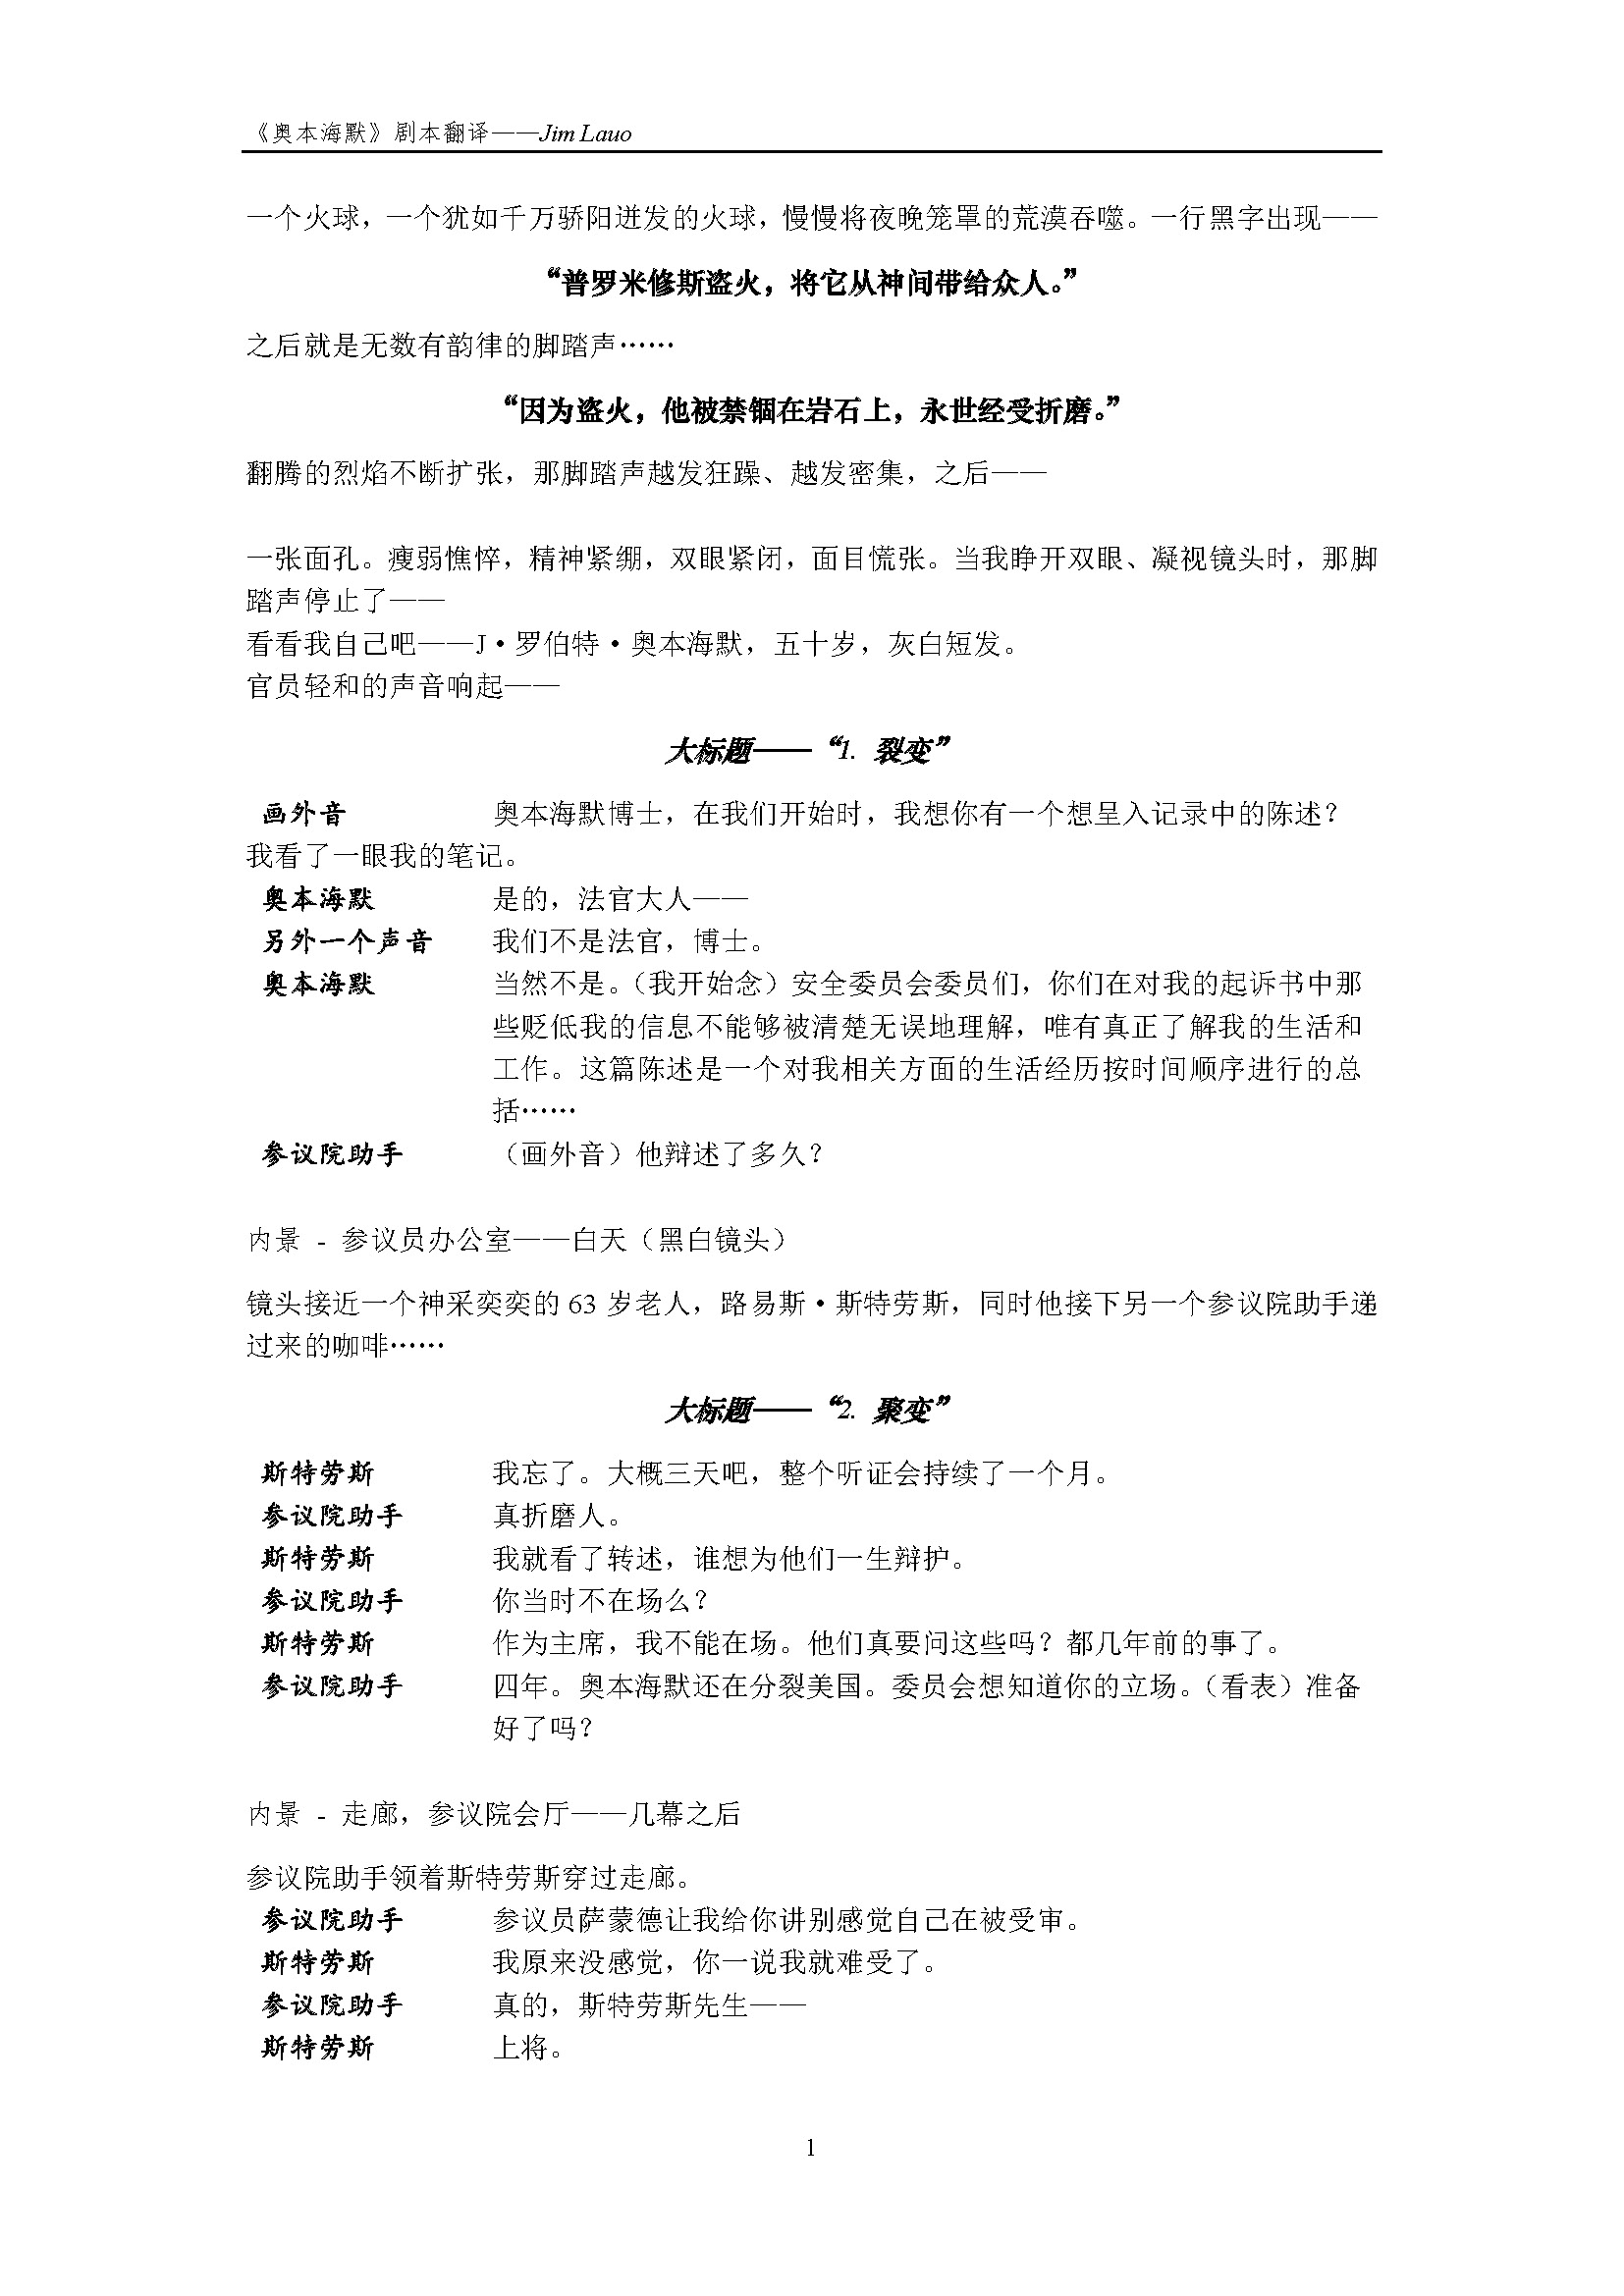 《奥本海默》剧本翻译——Jim Lauo
一个火球，一个犹如千万骄阳迸发的火球，慢慢将夜晚笼罩的荒漠吞噬。一行黑字出现——
“普罗米修斯盗火，将它从神间带给众人。”
之后就是无数有韵律的脚踏声……
“因为盗火，他被禁锢在岩石上，永世经受折磨。”
翻腾的烈焰不断扩张，那脚踏声越发狂躁、越发密集，之后——
一张面孔。瘦弱憔悴，精神紧绷，双眼紧闭，面目慌张。当我睁开双眼、凝视镜头时，那脚
踏声停止了——
看看我自己吧——J·罗伯特·奥本海默，五十岁，灰白短发。
官员轻和的声音响起——
大标题——“1. 裂变”
画外音 奥本海默博士，在我们开始时，我想你有一个想呈入记录中的陈述？
我看了一眼我的笔记。
奥本海默 是的，法官大人——
另外一个声音 我们不是法官，博士。
奥本海默 当然不是。（我开始念）安全委员会委员们，你们在对我的起诉书中那
些贬低我的信息不能够被清楚无误地理解，唯有真正了解我的生活和
工作。这篇陈述是一个对我相关方面的生活经历按时间顺序进行的总
括……
参议院助手 （画外音）他辩述了多久？
内景 - 参议员办公室——白天（黑白镜头）
镜头接近一个神采奕奕的 63 岁老人，路易斯·斯特劳斯，同时他接下另一个参议院助手递
过来的咖啡……
大标题——“2. 聚变”
斯特劳斯 我忘了。大概三天吧，整个听证会持续了一个月。
参议院助手 真折磨人。
斯特劳斯 我就看了转述，谁想为他们一生辩护。
参议院助手 你当时不在场么？
斯特劳斯 作为主席，我不能在场。他们真要问这些吗？都几年前的事了。
参议院助手 四年。奥本海默还在分裂美国。委员会想知道你的立场。（看表）准备
好了吗？
内景 - 走廊，参议院会厅——几幕之后
参议院助手领着斯特劳斯穿过走廊。
参议院助手 参议员萨蒙德让我给你讲别感觉自己在被受审。
斯特劳斯 我原来没感觉，你一说我就难受了。
参议院助手 真的，斯特劳斯先生——
斯特劳斯 上将。
1